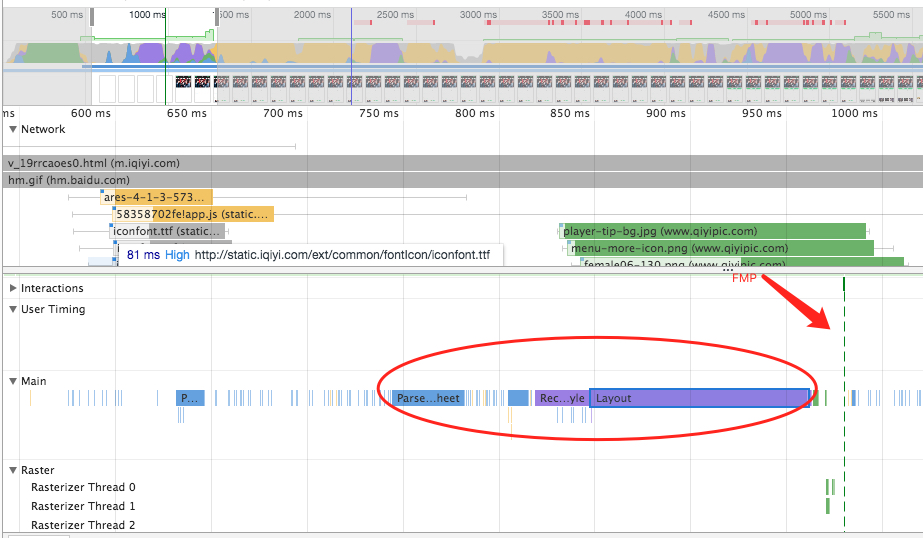 500 ms 1000 ms 500 ms 2000 ms 2500 ms 3000 ms 3500 ms 4000 ms 4500 ms 5000 ms 5500 ms
ms 600 ms 650 ms 700 ms 750 ms 800 ms 850 ms 900 ms 950 ms 1000 ms
▼ Network
v_19rrcaoes0.html (m.iqiyi.com)
hm.gif (hm.baidu.com)
ares-4-1-3-573...
58358702fe!app.js (static....
iconfont.ttf (static... player-tip-bg.jpg (www.qiyipic.com)
81 ms High http://static.iqiyi.com/ext/common/fontIcon/iconfont.ttf menu-more-icon.png (www.qiyipic.com)
female06-130.png (www.qiyipic.com)
...
FMP
▶ Interactions
▼ User Timing
▼ Main
P... Parse...heet Rec...yle Layout
▼ Raster
Rasterizer Thread 0
Rasterizer Thread 1
Rasterizer Thread 2